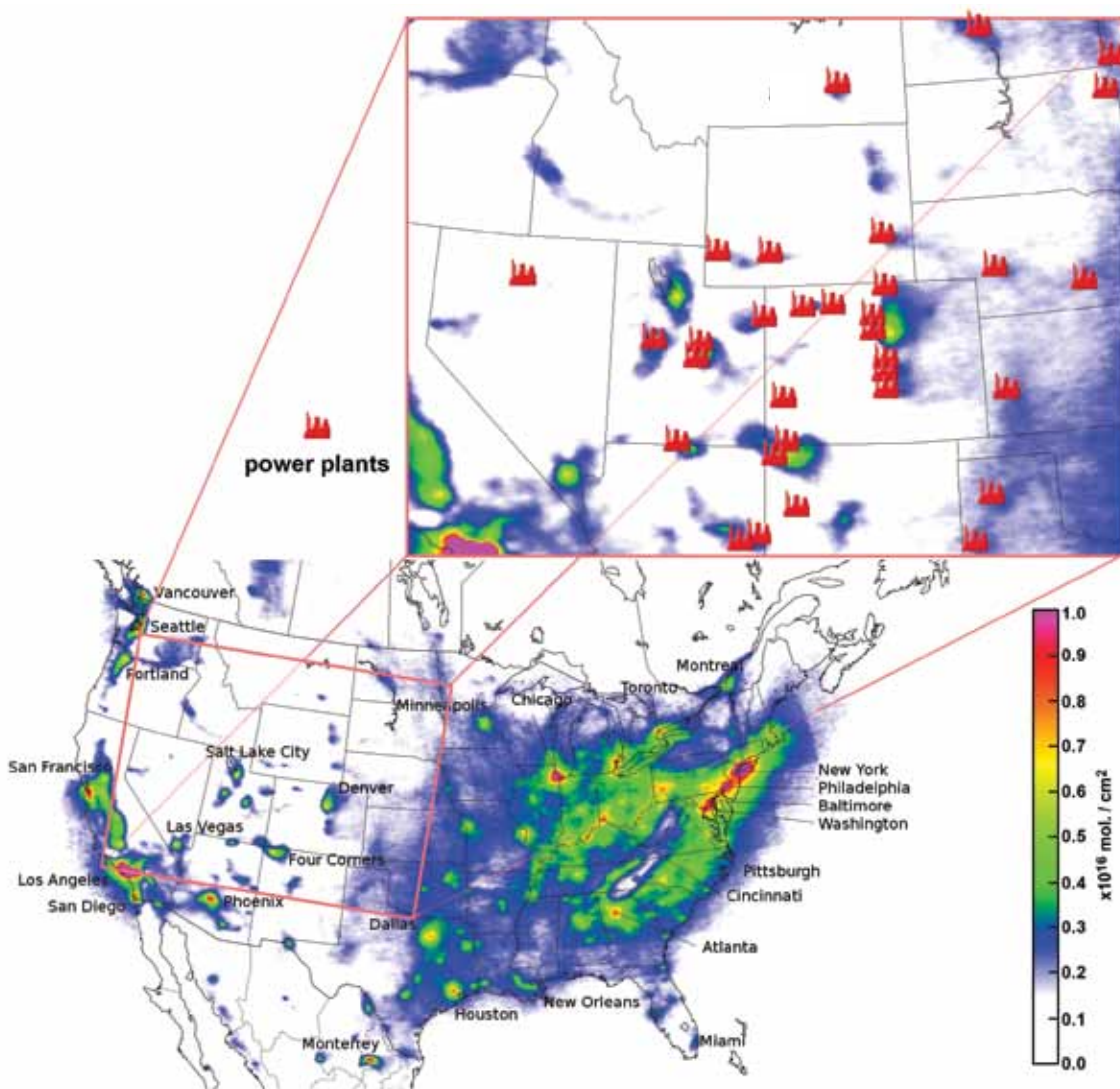 power plants
Vancouver
Seattle
Portland
Montreal
Toronto
Chicago
Minneapolis
Salt Lake City
San Francisco
Denver
New York
Philadelphia
Baltimore
Washington
Las Vegas
Four Corners
Los Angeles
Pittsburgh
San Diego
Phoenix
Cincinnati
Dallas
Atlanta
New Orleans
Houston
Monterrey
Miami
1.0
0.9
0.8
0.7
0.6
0.5
0.4
0.3
0.2
0.1
0.0
x10¹⁶ mol. / cm²